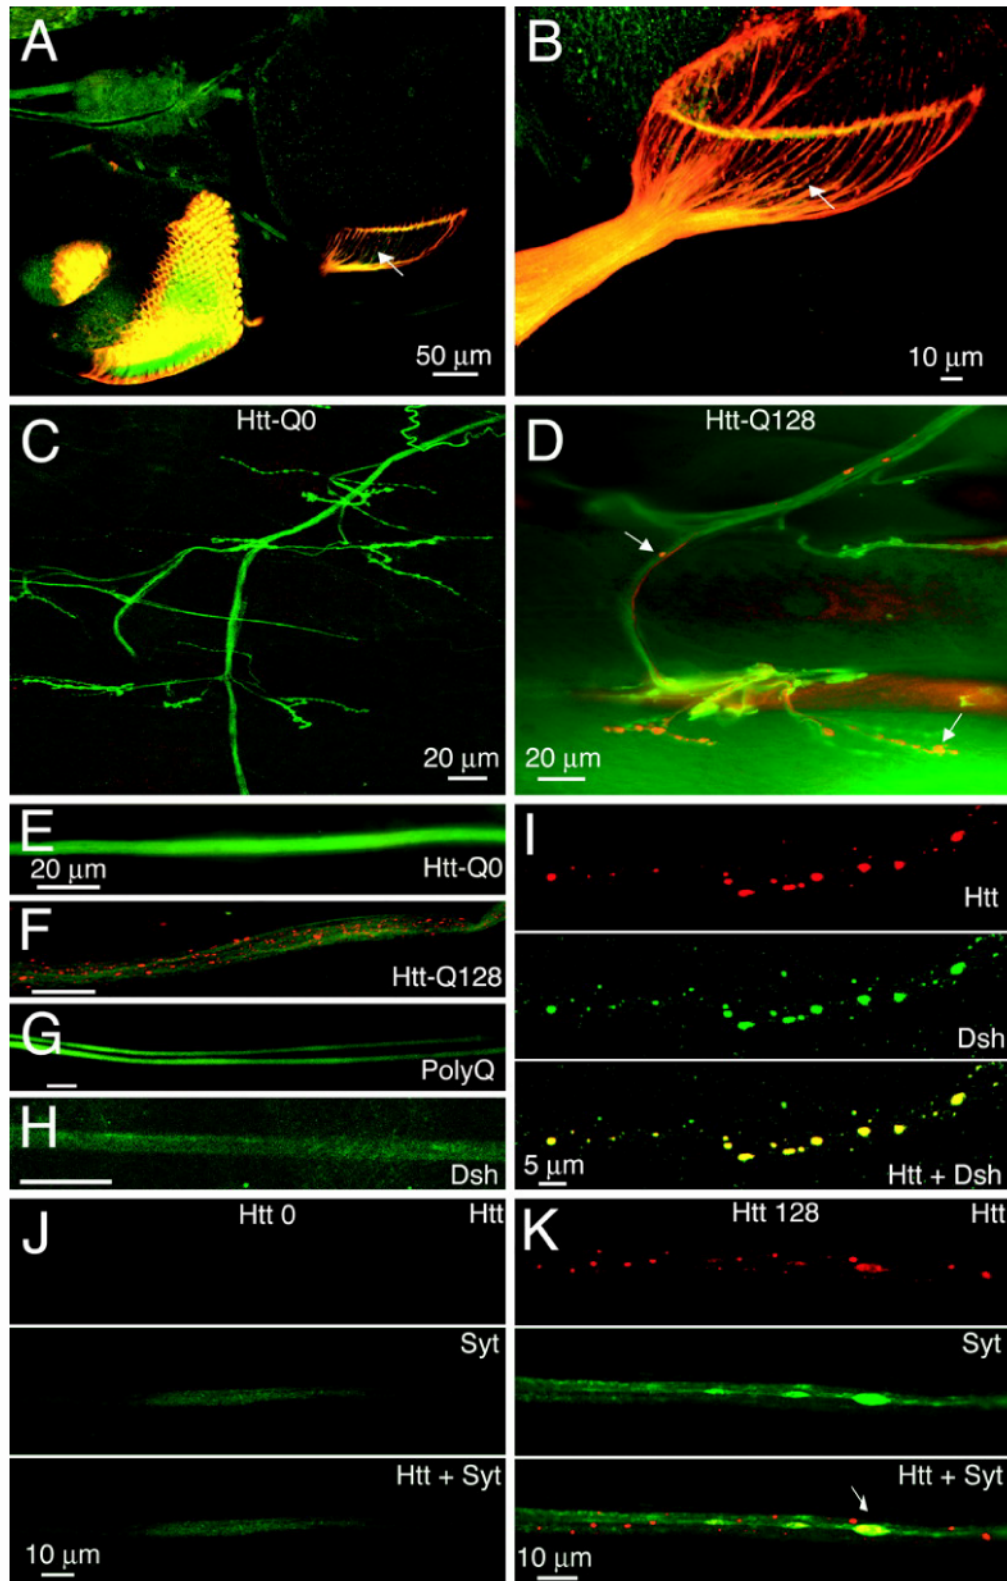 A
50 μm
B
10 μm
C
Htt-Q0
20 μm
D
Htt-Q128
20 μm
E
20 μm
Htt-Q0
F
Htt-Q128
G
PolyQ
H
Dsh
I
Htt
Dsh
5 μm
Htt + Dsh
J
Htt 0
Htt
Syt
Htt + Syt
10 μm
K
Htt 128
Htt
Syt
Htt + Syt
10 μm